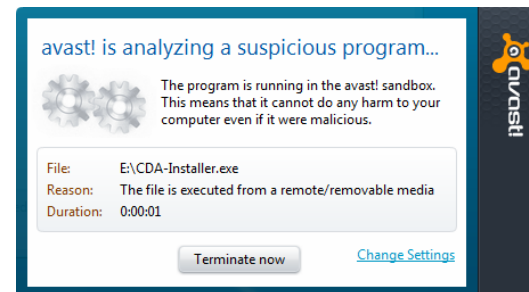 avast! is analyzing a suspicious program...
The program is running in the avast! sandbox.
This means that it cannot do any harm to your
computer even if it were malicious.
File: E:\CDA-Installer.exe
Reason: The file is executed from a remote/removable media
Duration: 0:00:01
Terminate now Change Settings
avast!